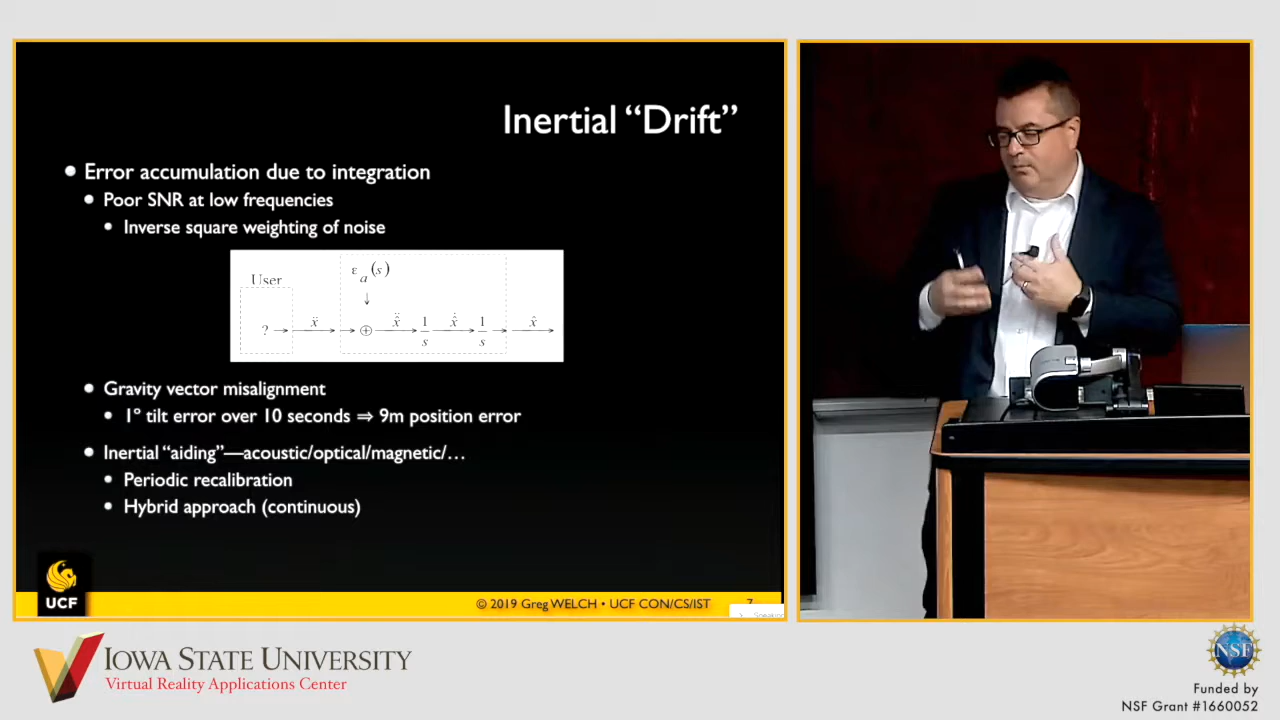 Inertial “Drift”
Error accumulation due to integration
Poor SNR at low frequencies
Inverse square weighting of noise
User
εa(s)
? ẍ ⊕ x̂̈ 1/s x̂̇ 1/s x̂
Gravity vector misalignment
1º tilt error over 10 seconds ⇒ 9m position error
Inertial “aiding”—acoustic/optical/magnetic/…
Periodic recalibration
Hybrid approach (continuous)
UCF
© 2019 Greg WELCH • UCF CON/CS/IST 7
IOWA STATE UNIVERSITY
Virtual Reality Applications Center
NSF
Funded by
NSF Grant #1660052